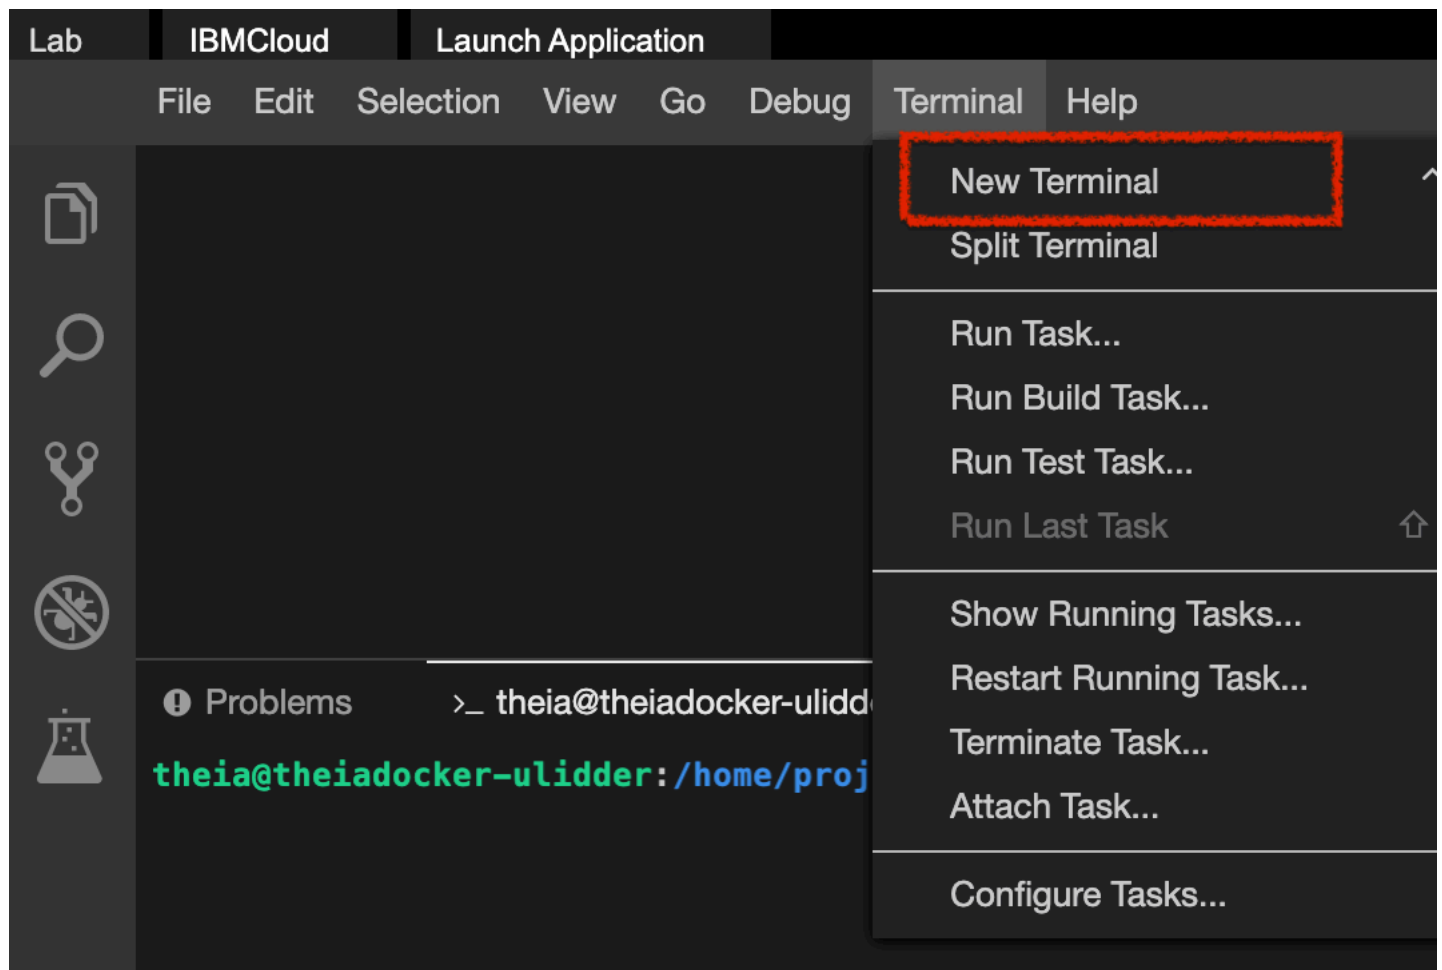 Lab IBMCloud Launch Application
File Edit Selection View Go Debug Terminal Help
New Terminal
Split Terminal
Run Task...
Run Build Task...
Run Test Task...
Run Last Task
Show Running Tasks...
Restart Running Task...
Terminate Task...
Attach Task...
Configure Tasks...
Problems >_ theia@theiadocker-ulidd
theia@theiadocker-ulidder:/home/proj